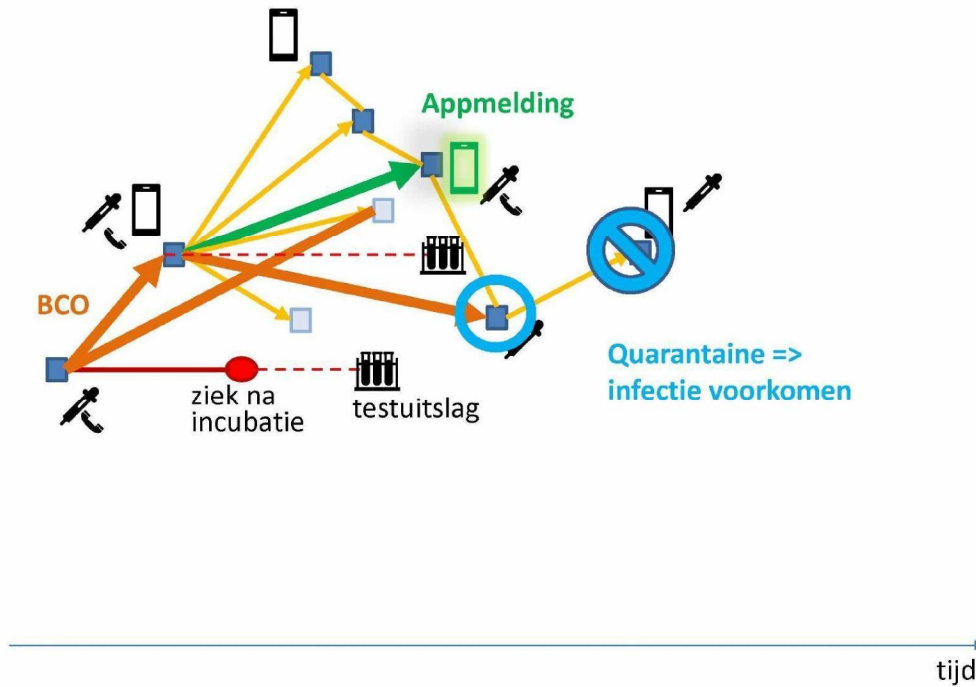 Appmelding
BCO
ziek na
incubatie
testuitslag
Quarantaine =>
infectie voorkomen
tijd